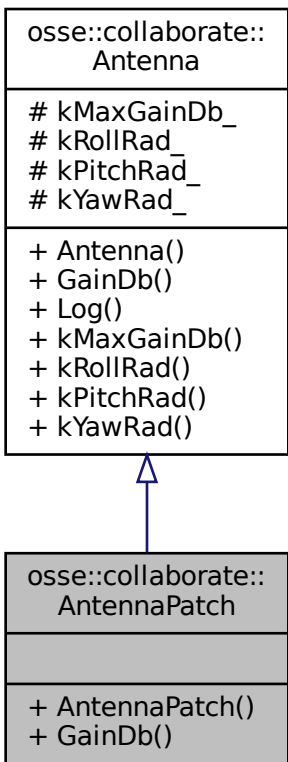 osse::collaborate::
Antenna
# kMaxGainDb_
# kRollRad_
# kPitchRad_
# kYawRad_
+ Antenna()
+ GainDb()
+ Log()
+ kMaxGainDb()
+ kRollRad()
+ kPitchRad()
+ kYawRad()
osse::collaborate::
AntennaPatch
+ AntennaPatch()
+ GainDb()